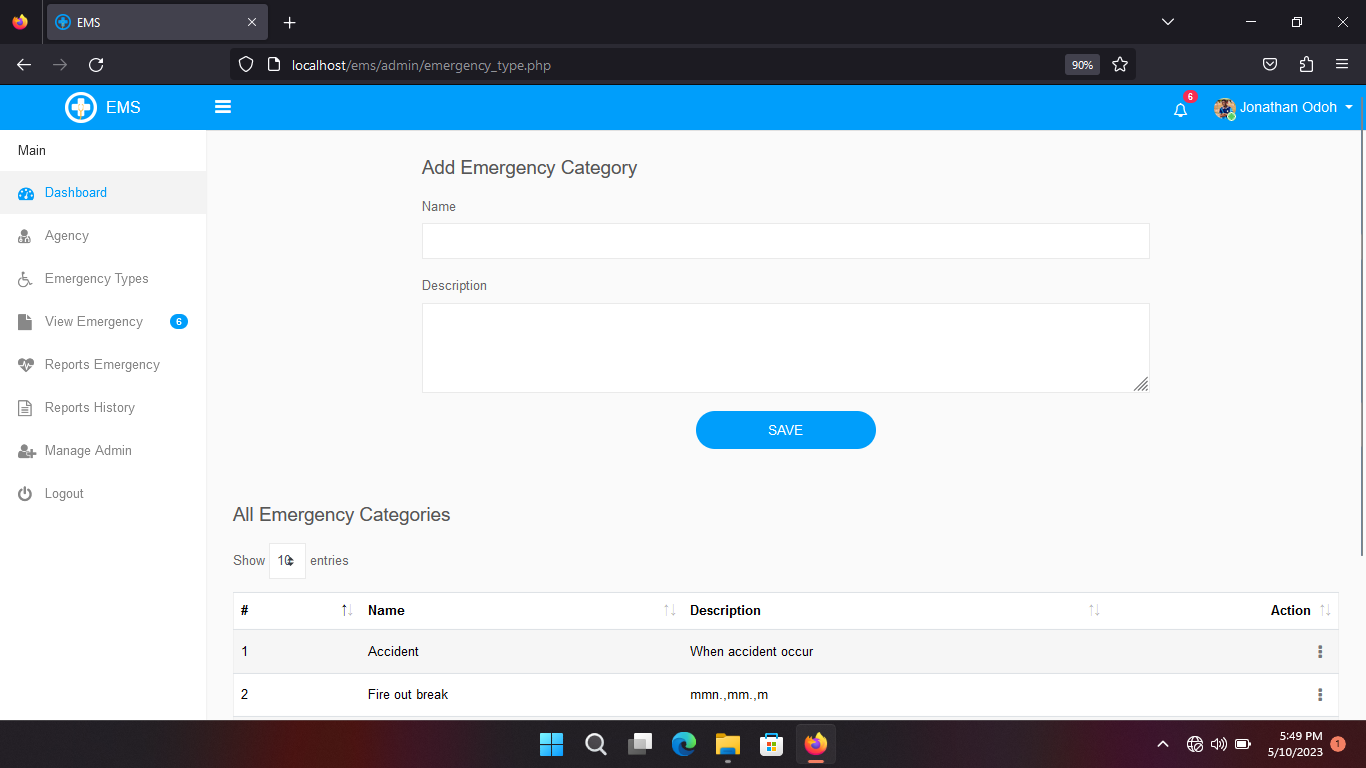 EMS
localhost/ems/admin/emergency_type.php
90%
EMS
6
Jonathan Odoh
Main
Dashboard
Agency
Emergency Types
View Emergency 6
Reports Emergency
Reports History
Manage Admin
Logout
Add Emergency Category
Name
Description
SAVE
All Emergency Categories
Show 10 entries
# Name Description Action
1 Accident When accident occur
2 Fire out break mmn.,mm.,m
5:49 PM
5/10/2023
1